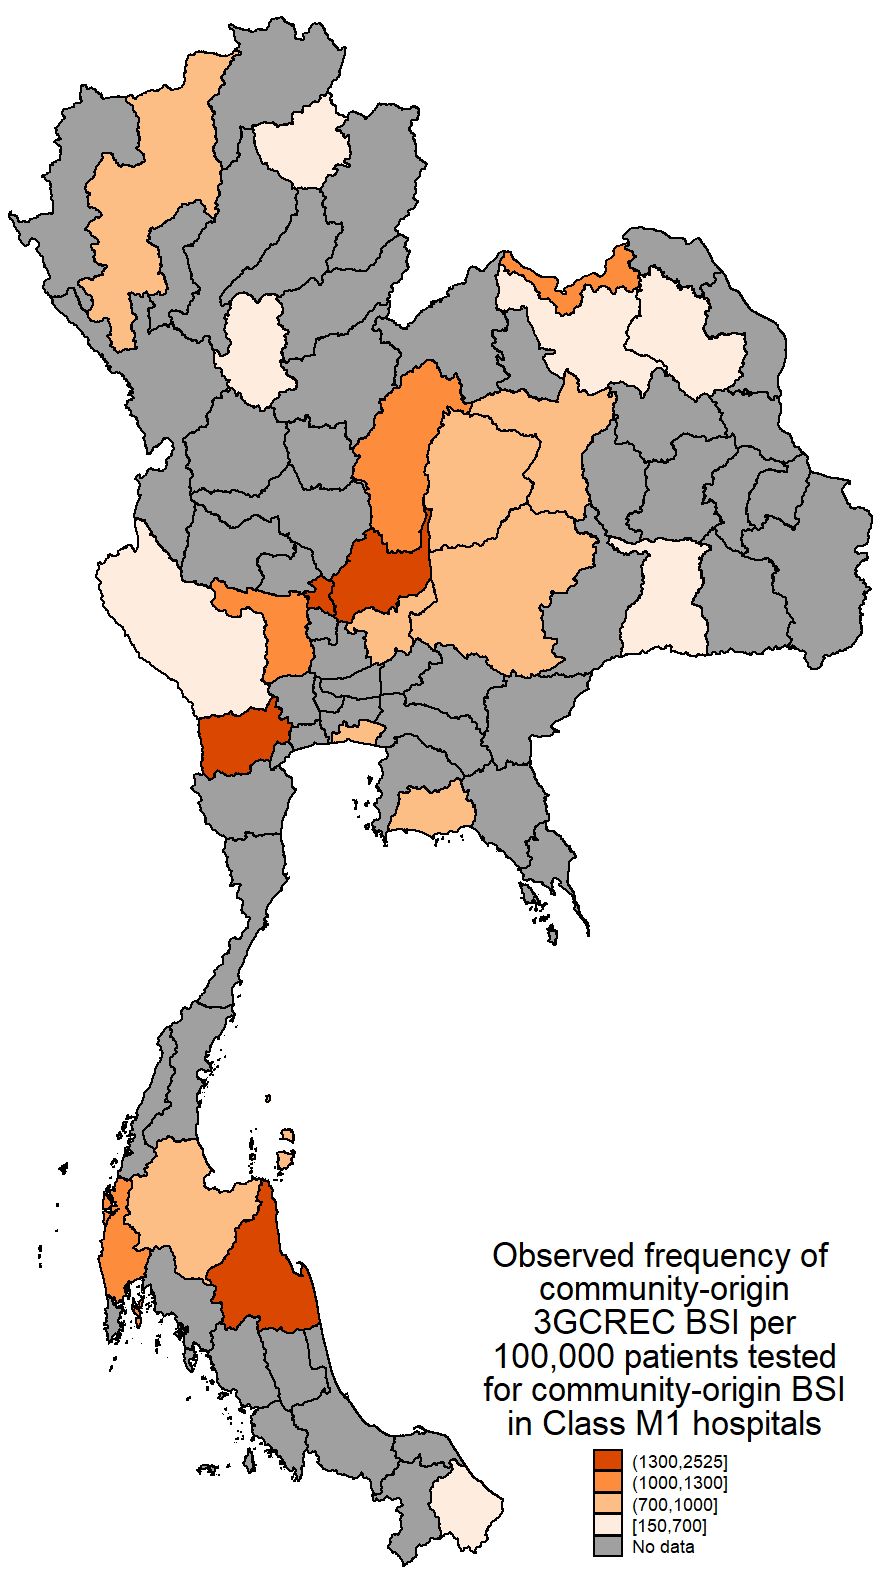 Observed frequency of
community-origin
3GCREC BSI per
100,000 patients tested
for community-origin BSI
in Class M1 hospitals
(1300,2525]
(1000,1300]
(700,1000]
[150,700]
No data